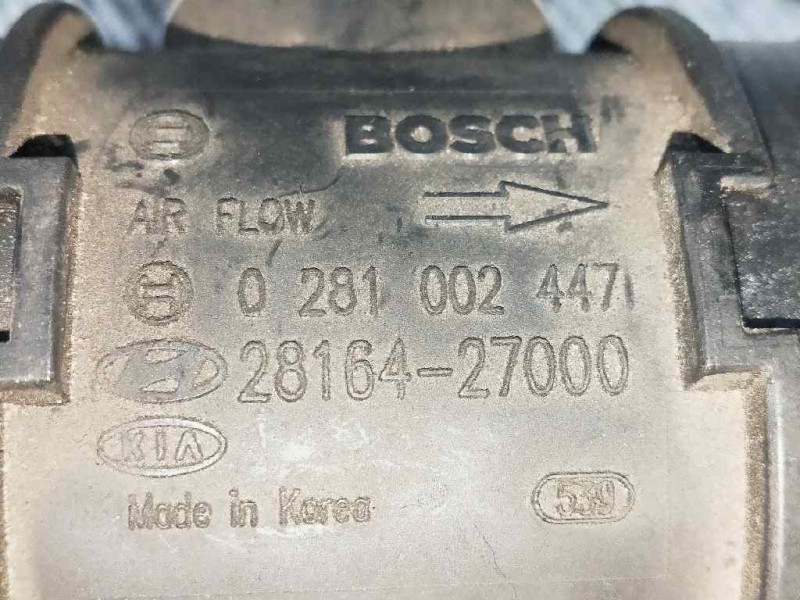 BOSCH
AIR FLOW
0 281 002 447
28164-27000
KIA
Made in Korea
539